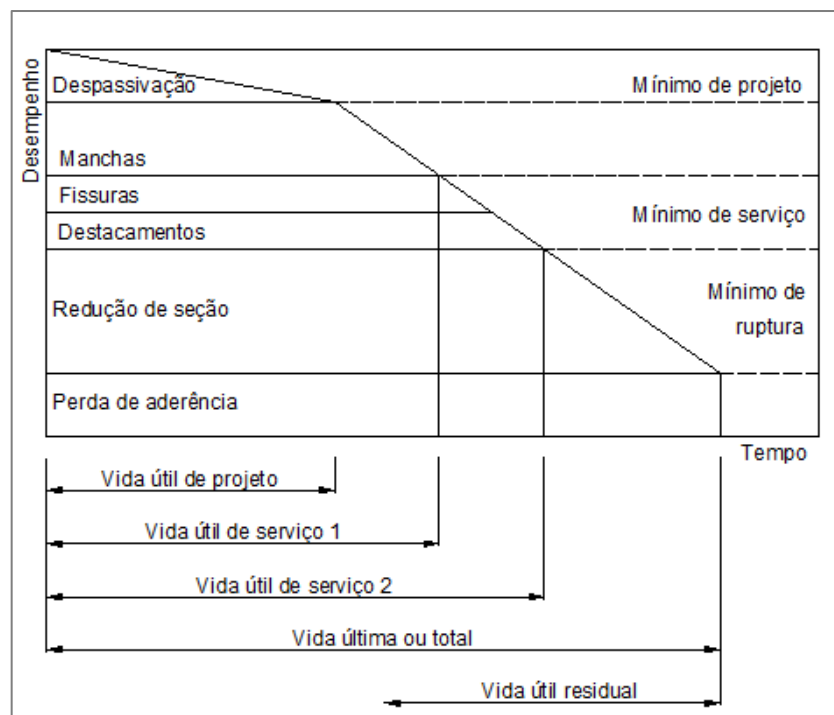 Desempenho
Despassivação
Mínimo de projeto
Manchas
Fissuras
Mínimo de serviço
Destacamentos
Redução de seção
Mínimo de
ruptura
Perda de aderência
Tempo
Vida útil de projeto
Vida útil de serviço 1
Vida útil de serviço 2
Vida última ou total
Vida útil residual